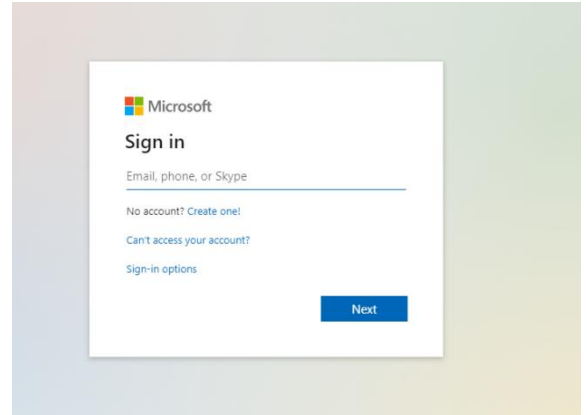 Microsoft
Sign in
Email, phone, or Skype
No account? Create one!
Can't access your account?
Sign-in options
Next